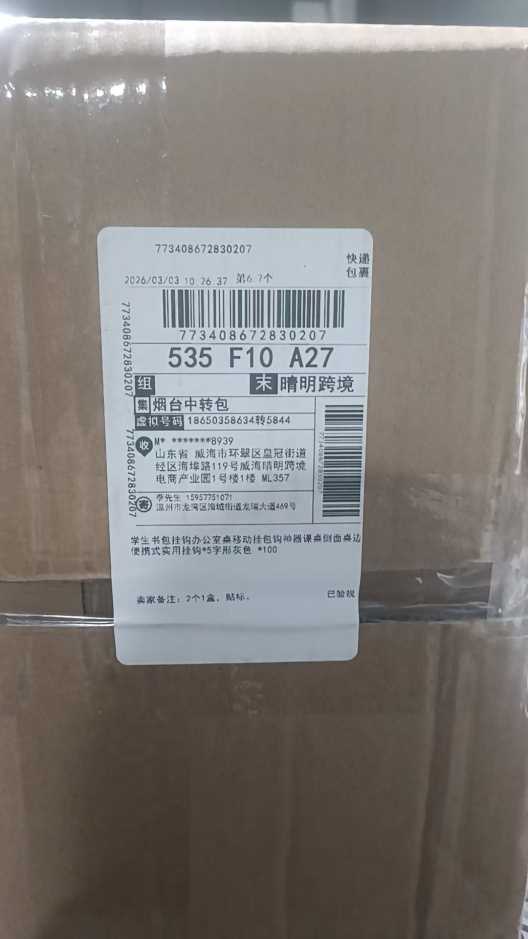 773408672830207
快递
包裹
2026/03/03 10:26:37 第6.7个
773408672830207
773408672830207
535 F10 A27
组
末 晴明跨境
集 烟台中转包
虚拟号码 18650358634转5844
收 M* *******8939
山东省 威海市环翠区皇冠街道
经区海埠路119号威海晴明跨境
电商产业园1号楼1楼 ML357
773408672830207
773408672830207
寄 李先生 15957751071
温州市龙湾区海城街道龙瑞大道469号
学生书包挂钩办公室桌移动挂包钩神器课桌侧面桌边
便携式实用挂钩*5字形灰色 *100
卖家备注：2个1盒，贴标。
已验视